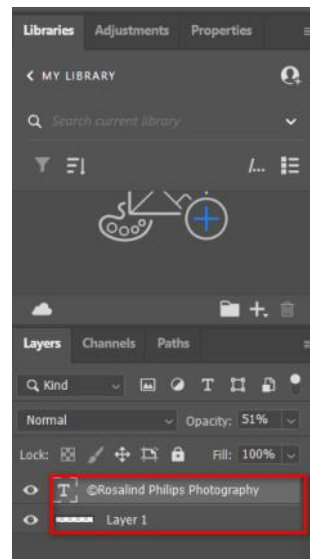 Libraries Adjustments Properties
< MY LIBRARY
Search current library
/...
Layers Channels Paths
Kind
Normal Opacity: 51%
Lock: Fill: 100%
T ©Rosalind Philips Photography
Layer 1